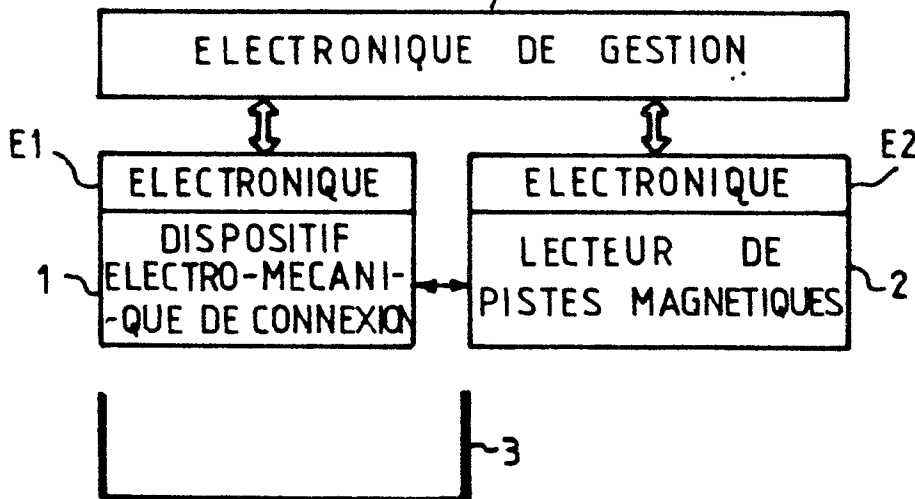 ELECTRONIQUE DE GESTION
E1
E2
ELECTRONIQUE
ELECTRONIQUE
DISPOSITIF
ELECTRO-MECANI-
-QUE DE CONNEXION
1
LECTEUR DE
PISTES MAGNETIQUES
2
3